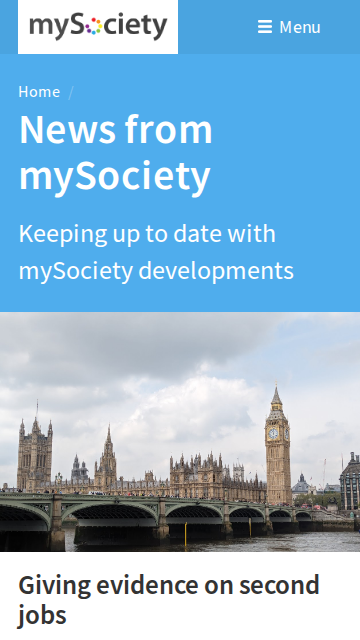 mySociety
Menu
Home /
News from
mySociety
Keeping up to date with
mySociety developments
Giving evidence on second
jobs